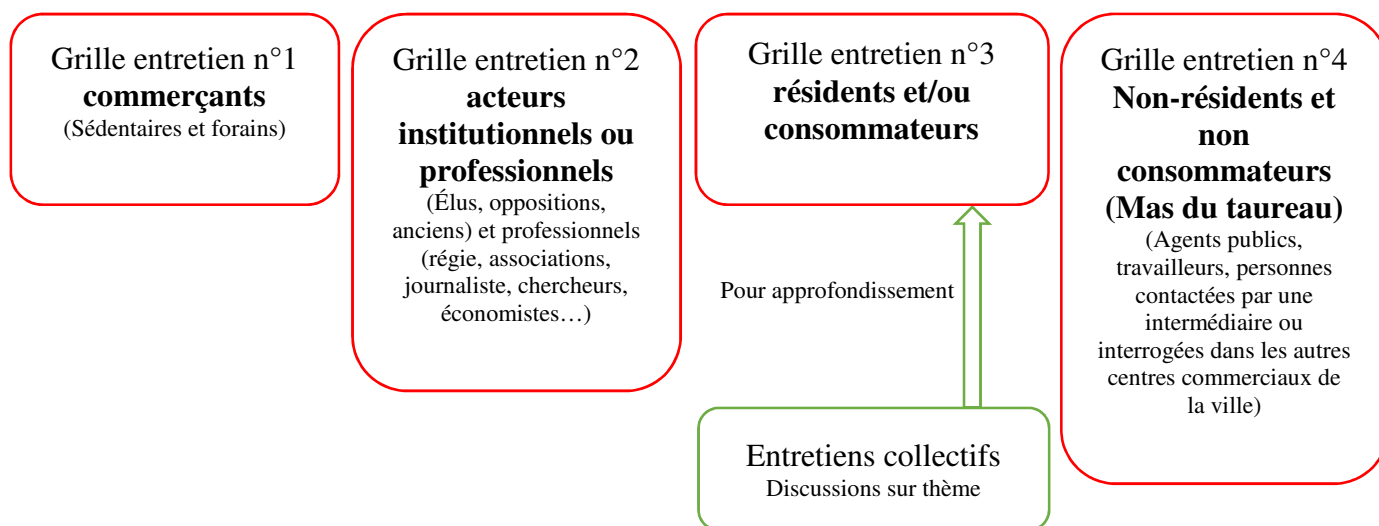 Grille entretien n°1
commerçants
(Sédentaires et forains)
Grille entretien n°2
acteurs
institutionnels ou
professionnels
(Élus, oppositions,
anciens) et professionnels
(régie, associations,
journaliste, chercheurs,
économistes…)
Grille entretien n°3
résidents et/ou
consommateurs
Grille entretien n°4
Non-résidents et
non
consommateurs
(Mas du taureau)
(Agents publics,
travailleurs, personnes
contactées par une
intermédiaire ou
interrogées dans les autres
centres commerciaux de
la ville)
Pour approfondissement
Entretiens collectifs
Discussions sur thème